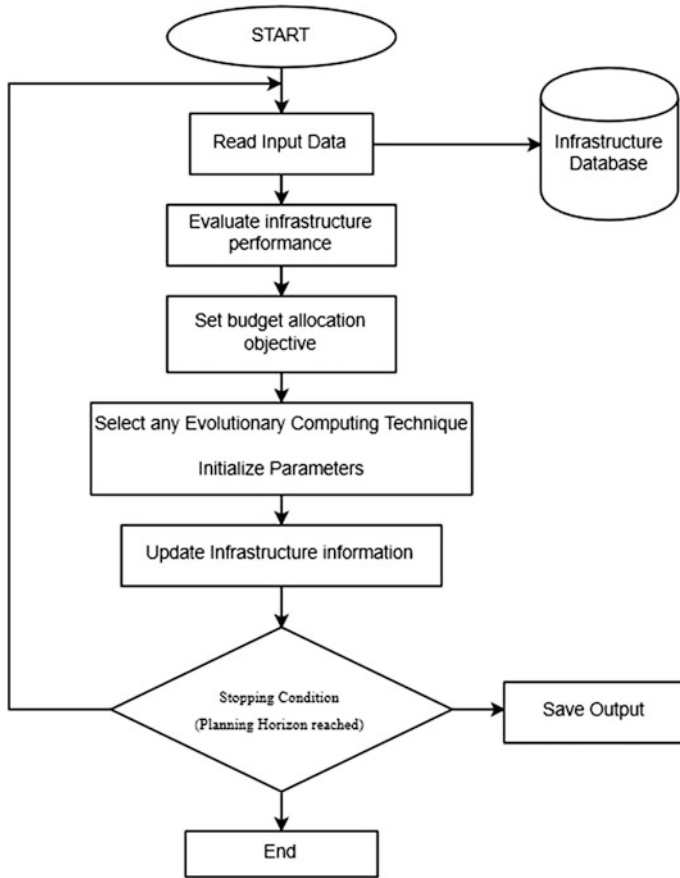 START
Read Input Data
Infrastructure
Database
Evaluate infrastructure
performance
Set budget allocation
objective
Select any Evolutionary Computing Technique
Initialize Parameters
Update Infrastructure information
Stopping Condition
(Planning Horizon reached)
Save Output
End